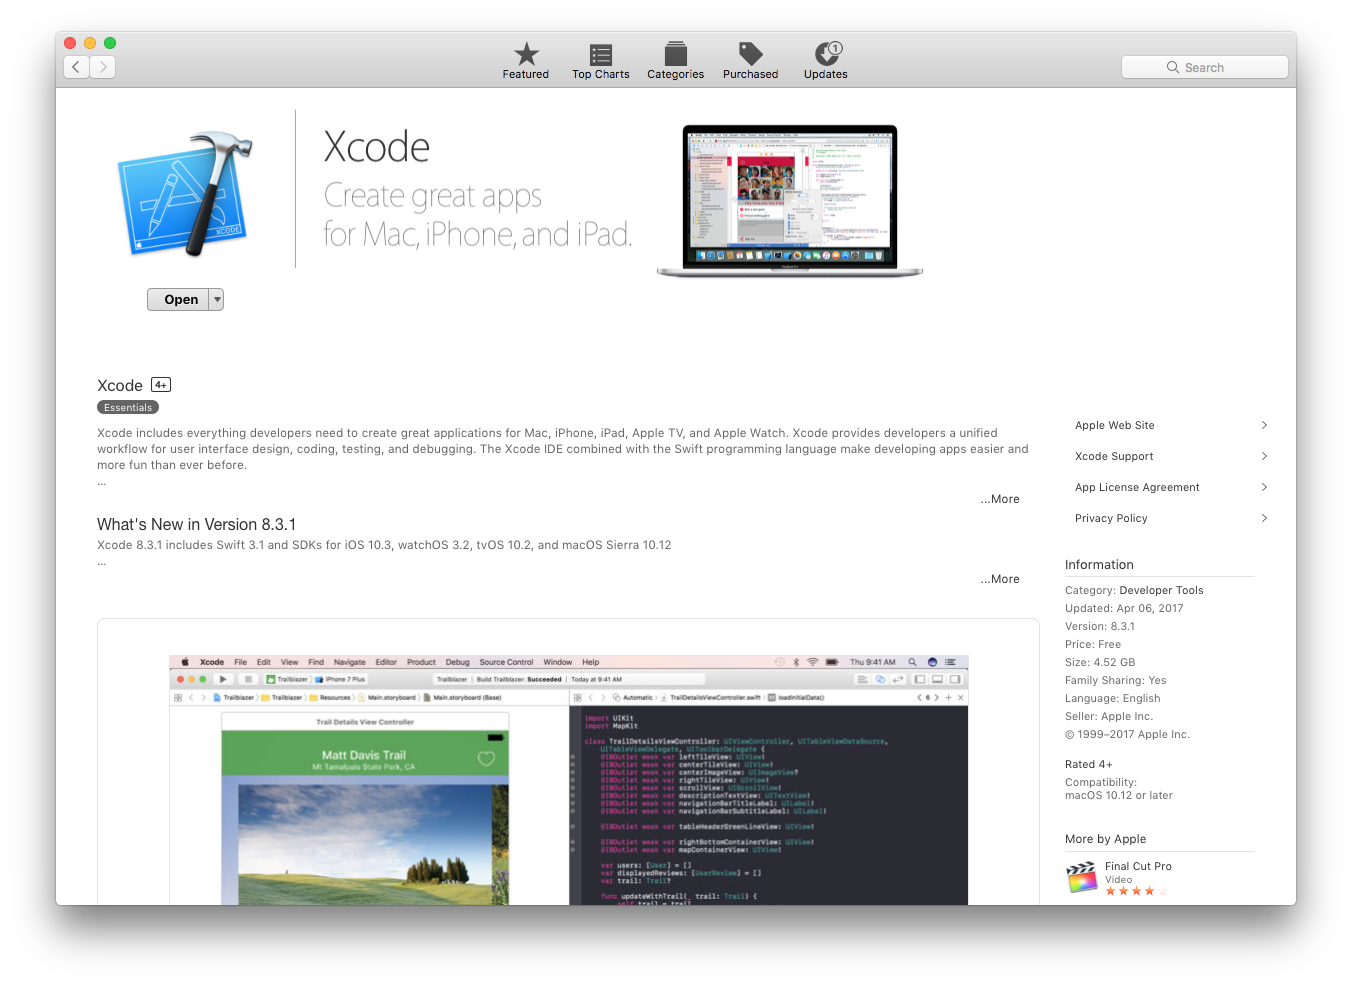 Featured
Top Charts
Categories
Purchased
1
Updates
Search
XCODE
Xcode
Create great apps
for Mac, iPhone, and iPad.
Open
Xcode 4+
Essentials
Xcode includes everything developers need to create great applications for Mac, iPhone, iPad, Apple TV, and Apple Watch. Xcode provides developers a unified
workflow for user interface design, coding, testing, and debugging. The Xcode IDE combined with the Swift programming language make developing apps easier and
more fun than ever before.
...
...More
What's New in Version 8.3.1
Xcode 8.3.1 includes Swift 3.1 and SDKs for iOS 10.3, watchOS 3.2, tvOS 10.2, and macOS Sierra 10.12
...
...More
Apple Web Site
Xcode Support
App License Agreement
Privacy Policy
Information
Category: Developer Tools
Updated: Apr 06, 2017
Version: 8.3.1
Price: Free
Size: 4.52 GB
Family Sharing: Yes
Language: English
Seller: Apple Inc.
© 1999–2017 Apple Inc.
Rated 4+
Compatibility:
macOS 10.12 or later
More by Apple
Final Cut Pro
Video
Xcode File Edit View Find Navigate Editor Product Debug Source Control Window Help Thu 9:41 AM
Trailblazer iPhone 7 Plus Trailblazer | Build Trailblazer: Succeeded | Today at 9:41 AM
Trailblazer Trailblazer Resources Main.storyboard Main.storyboard (Base) Automatic TrailDetailsViewController.swift loadInitialData() 6
Trail Details View Controller
Matt Davis Trail
Mt Tamalpais State Park, CA
import UIKit
import MapKit
class TrailDetailsViewController: UIViewController, UITableViewDataSource,
UITableViewDelegate, UIToolbarDelegate {
@IBOutlet weak var leftTileView: UIView!
@IBOutlet weak var centerTileView: UIView!
@IBOutlet weak var centerImageView: UIImageView?
@IBOutlet weak var rightTileView: UIView!
@IBOutlet weak var scrollView: UIScrollView!
@IBOutlet weak var descriptionTextView: UITextView!
@IBOutlet weak var navigationBarTitleLabel: UILabel!
@IBOutlet weak var navigationBarSubtitleLabel: UILabel!
@IBOutlet weak var tableHeaderGreenLineView: UIView!
@IBOutlet weak var rightBottomContainerView: UIView!
@IBOutlet weak var mapContainerView: UIView!
var users: [User] = []
var displayedReviews: [UserReview] = []
var trail: Trail?
func updateWithTrail(_ trail: Trail) {
self.trail = trail